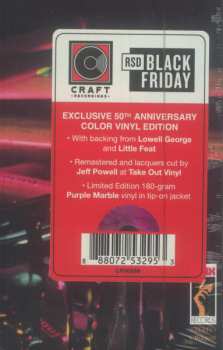 CRAFT
RECORDINGS
RSD BLACK
FRIDAY
EXCLUSIVE 50TH ANNIVERSARY
COLOR VINYL EDITION
• With backing from Lowell George
and Little Feat
• Remastered and lacquers cut by
Jeff Powell at Take Out Vinyl
• Limited Edition 180-gram
Purple Marble vinyl in tip-on jacket
8 88072 53295 3
RECORDS